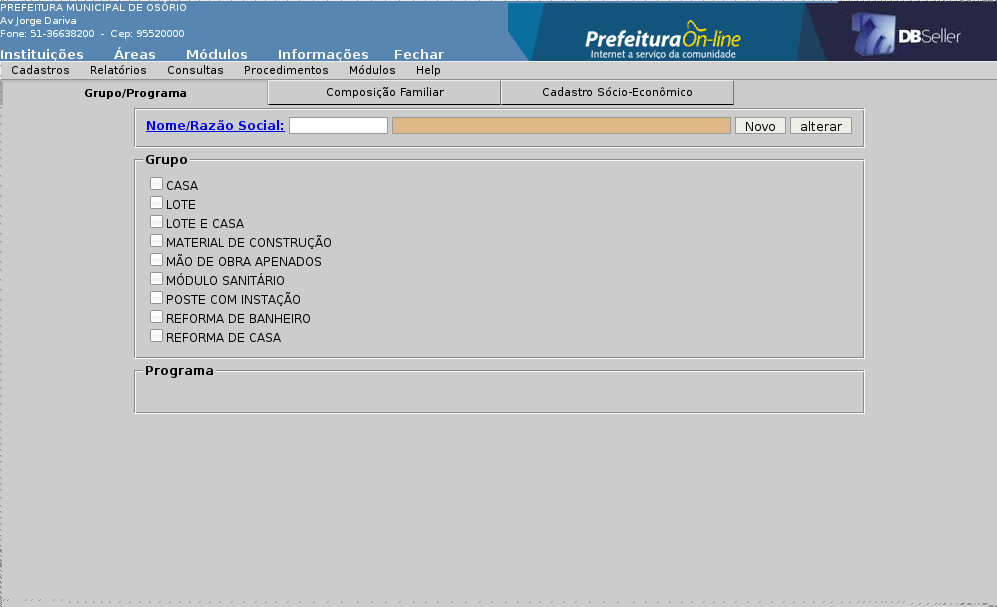 PREFEITURA MUNICIPAL DE OSÓRIO
Av Jorge Dariva
Fone: 51-36638200 - Cep: 95520000
Prefeitura On-line
Internet a serviço da comunidade
DBSeller
Instituições Áreas Módulos Informações Fechar
Cadastros Relatórios Consultas Procedimentos Módulos Help
Grupo/Programa Composição Familiar Cadastro Sócio-Econômico
Nome/Razão Social: Novo alterar
Grupo
CASA
LOTE
LOTE E CASA
MATERIAL DE CONSTRUÇÃO
MÃO DE OBRA APENADOS
MÓDULO SANITÁRIO
POSTE COM INSTAÇÃO
REFORMA DE BANHEIRO
REFORMA DE CASA
Programa